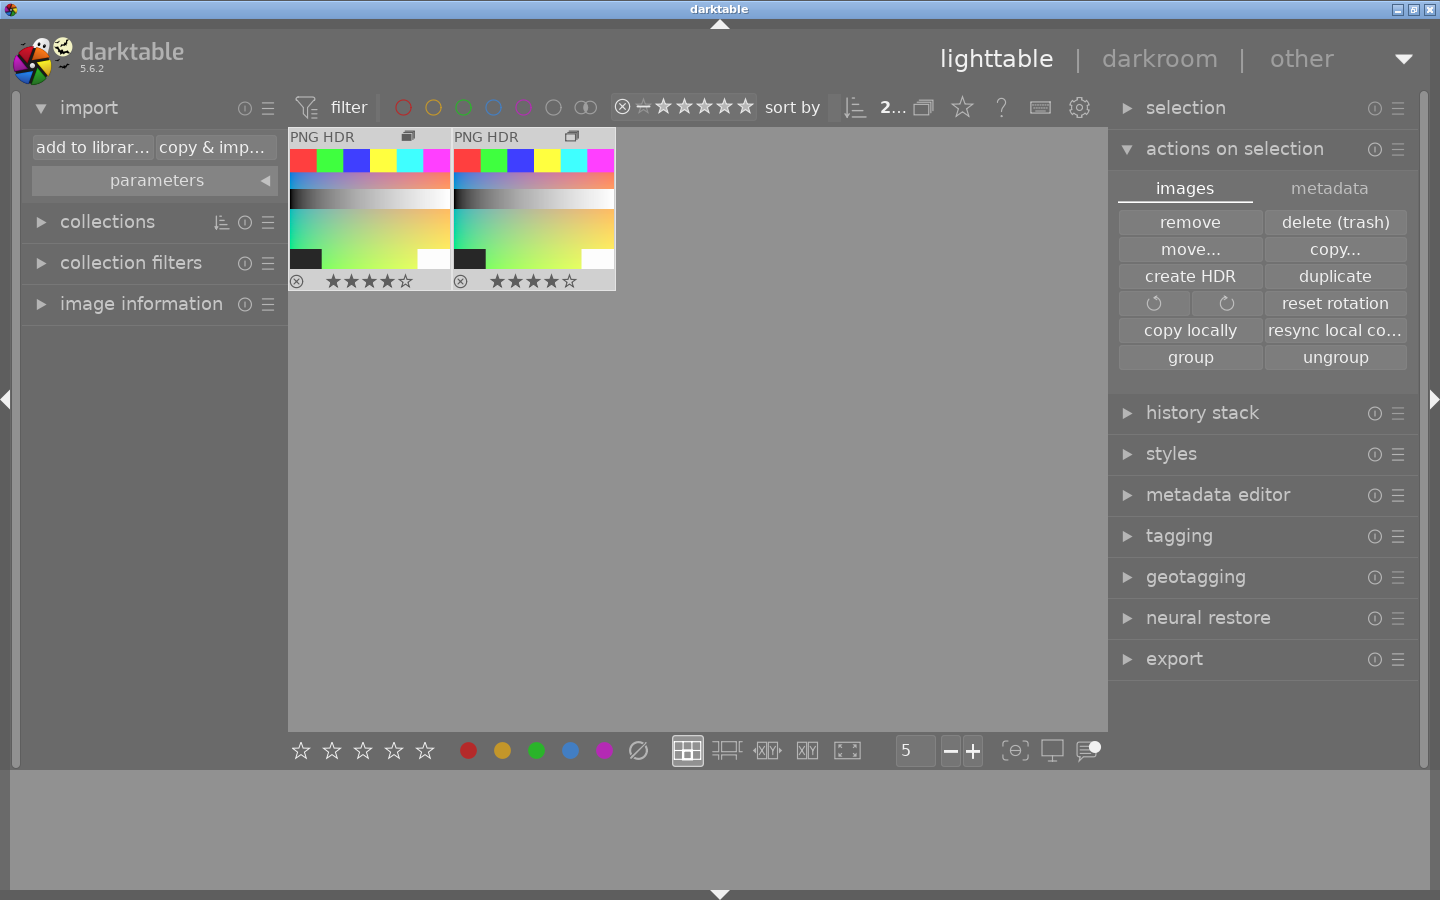 darktable
darktable
5.6.2
lighttable | darkroom | other
import
filter
sort by
2...
selection
add to librar...
copy & imp...
parameters
collections
collection filters
image information
PNG HDR
PNG HDR
actions on selection
images
metadata
remove
delete (trash)
move...
copy...
create HDR
duplicate
reset rotation
copy locally
resync local co...
group
ungroup
history stack
styles
metadata editor
tagging
geotagging
neural restore
export
5